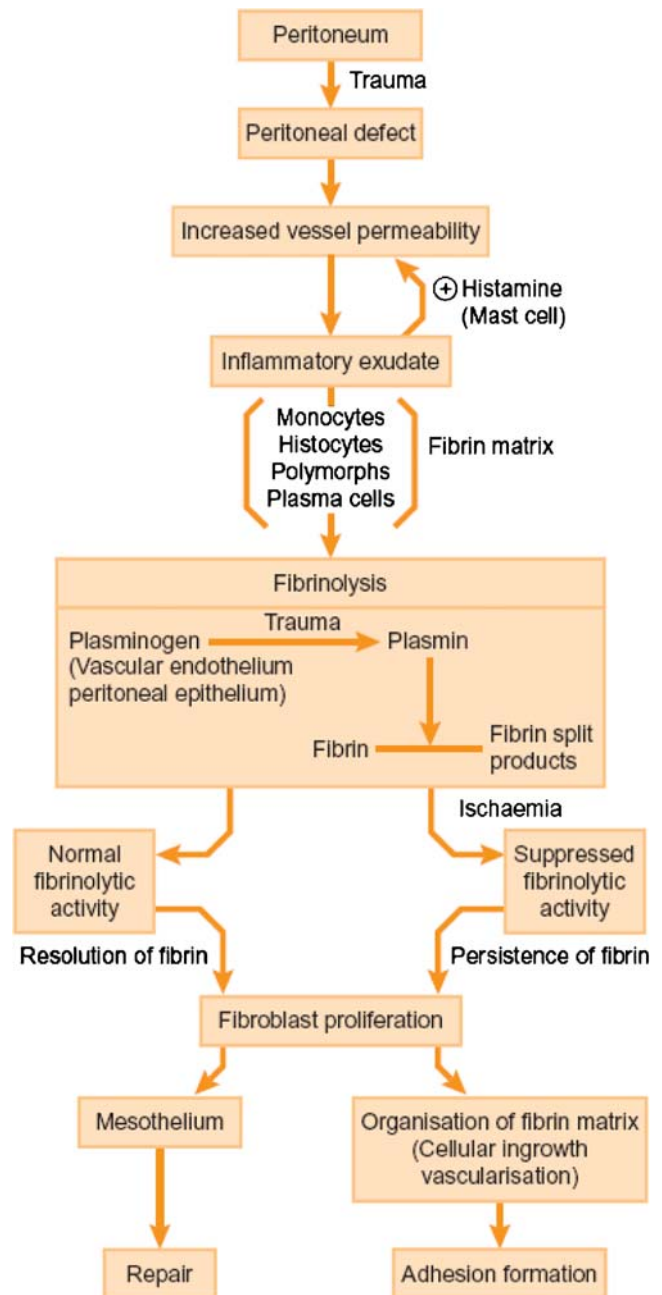 Peritoneum
Trauma
Peritoneal defect
Increased vessel permeability
+ Histamine
(Mast cell)
Inflammatory exudate
Monocytes
Histocytes
Polymorphs
Plasma cells
Fibrin matrix
Fibrinolysis
Trauma
Plasminogen
(Vascular endothelium
peritoneal epithelium)
Plasmin
Fibrin
Fibrin split
products
Ischaemia
Normal
fibrinolytic
activity
Suppressed
fibrinolytic
activity
Resolution of fibrin
Persistence of fibrin
Fibroblast proliferation
Mesothelium
Organisation of fibrin matrix
(Cellular ingrowth
vascularisation)
Repair
Adhesion formation